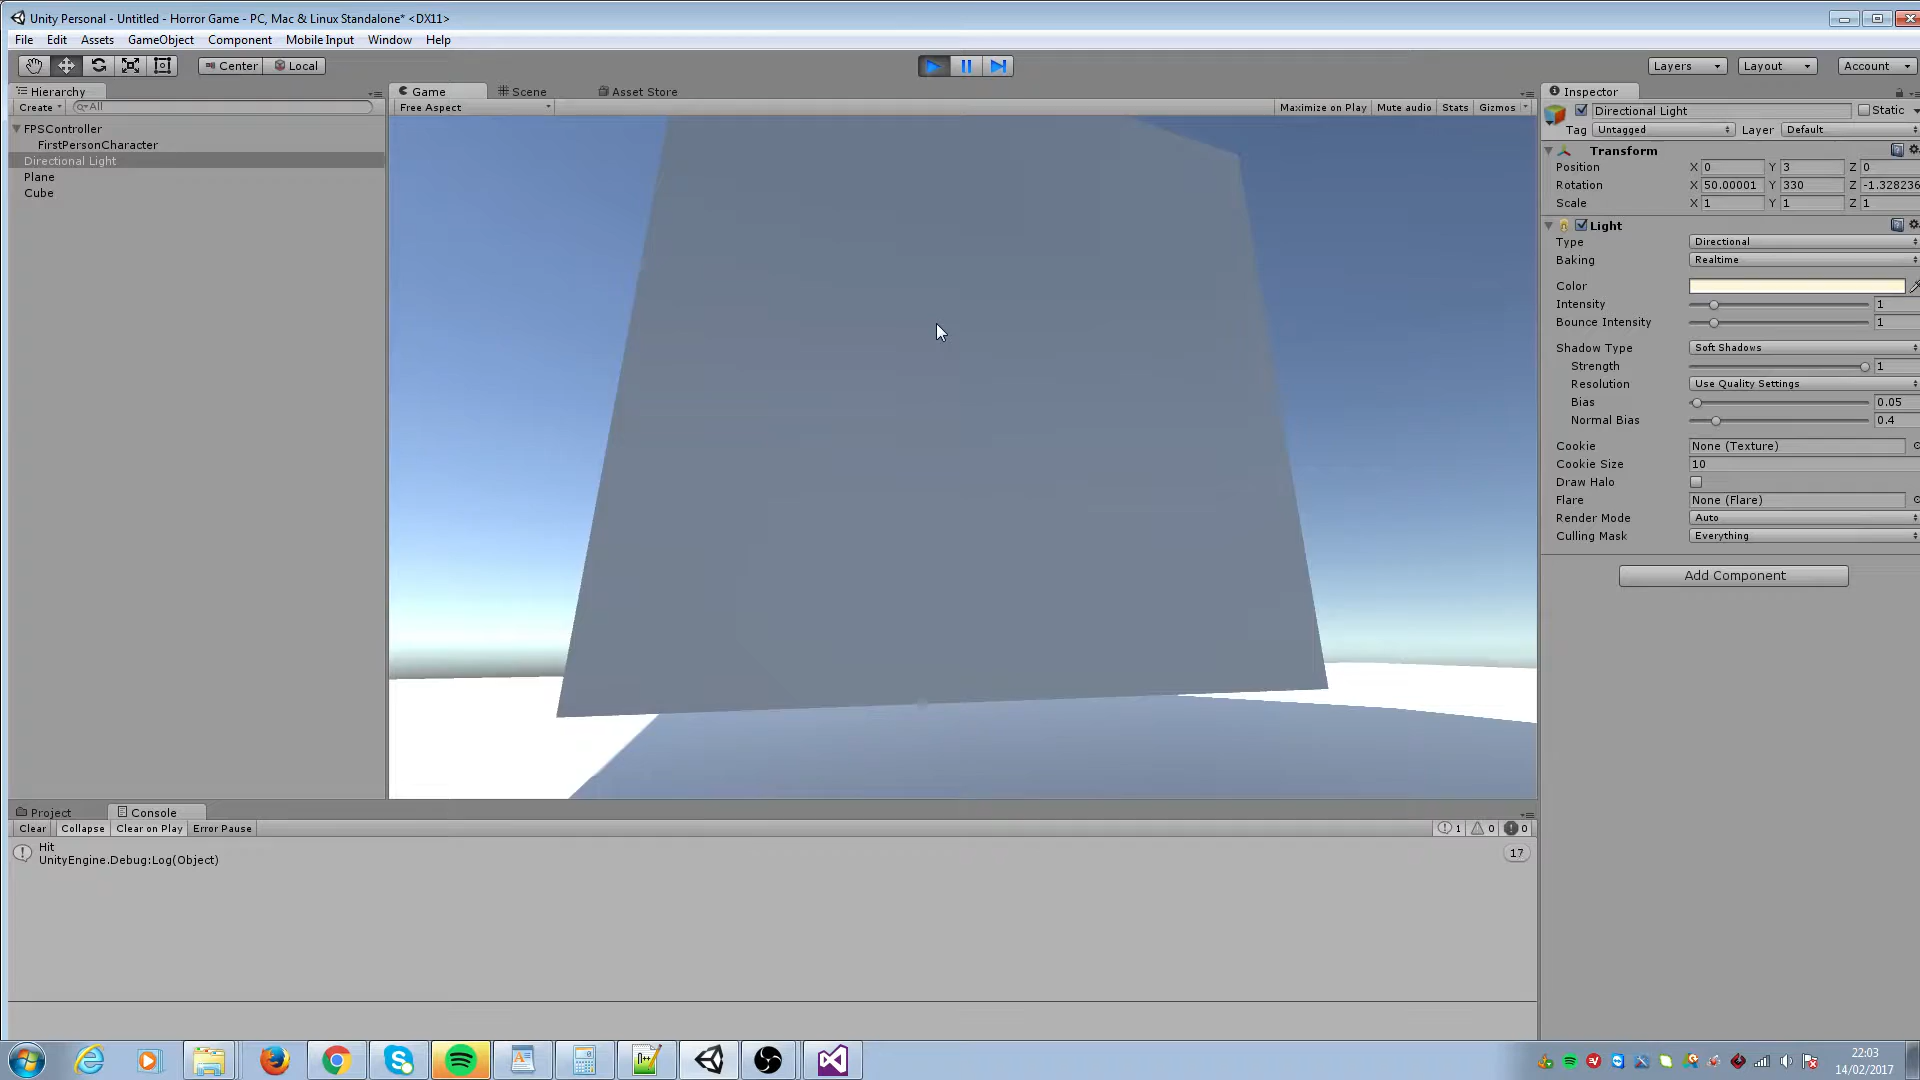 Unity Personal - Untitled - Horror Game - PC, Mac & Linux Standalone* <DX11>
File Edit Assets GameObject Component Mobile Input Window Help
Center Local Layers Layout Account
Hierarchy
Create All
FPSController
FirstPersonCharacter
Directional Light
Plane
Cube
Game Scene Asset Store
Free Aspect Maximize on Play Mute audio Stats Gizmos
Inspector
Directional Light Static
Tag Untagged Layer Default
Transform
Position X 0 Y 3 Z 0
Rotation X 50.00001 Y 330 Z -1.328236
Scale X 1 Y 1 Z 1
Light
Type Directional
Baking Realtime
Color
Intensity 1
Bounce Intensity 1
Shadow Type Soft Shadows
Strength 1
Resolution Use Quality Settings
Bias 0.05
Normal Bias 0.4
Cookie None (Texture)
Cookie Size 10
Draw Halo
Flare None (Flare)
Render Mode Auto
Culling Mask Everything
Add Component
Project Console
Clear Collapse Clear on Play Error Pause 1 0 0
Hit
UnityEngine.Debug:Log(Object) 17
22:03
14/02/2017